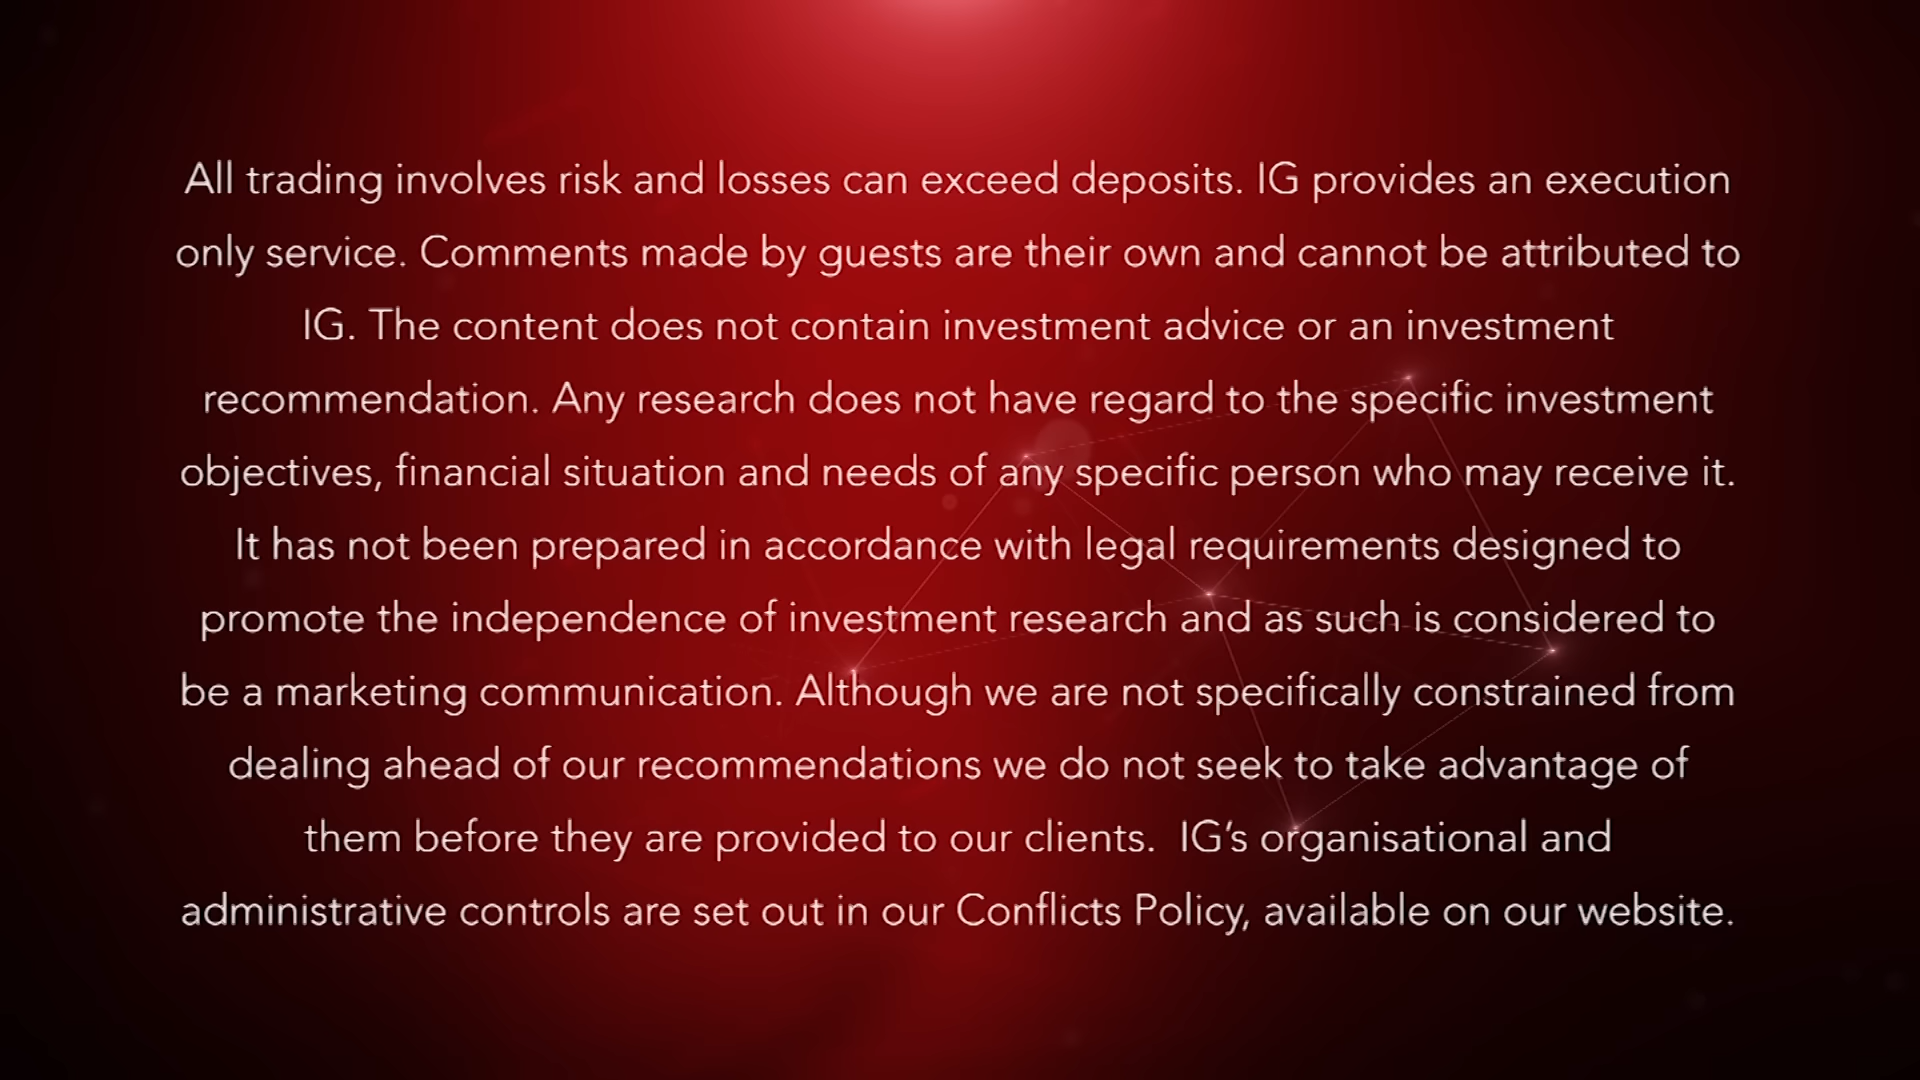 All trading involves risk and losses can exceed deposits. IG provides an execution
only service. Comments made by guests are their own and cannot be attributed to
IG. The content does not contain investment advice or an investment
recommendation. Any research does not have regard to the specific investment
objectives, financial situation and needs of any specific person who may receive it.
It has not been prepared in accordance with legal requirements designed to
promote the independence of investment research and as such is considered to
be a marketing communication. Although we are not specifically constrained from
dealing ahead of our recommendations we do not seek to take advantage of
them before they are provided to our clients.  IG’s organisational and
administrative controls are set out in our Conflicts Policy, available on our website.